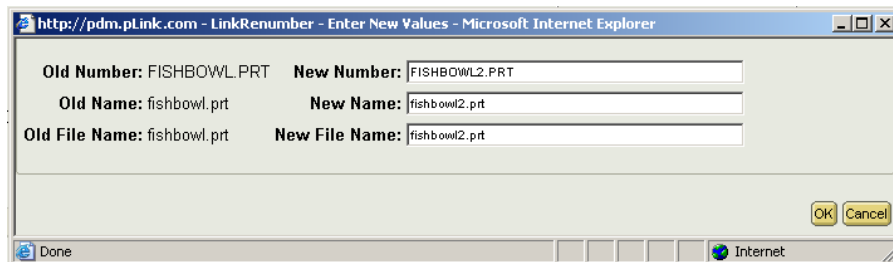 http://pdm.pLink.com - LinkRenumber - Enter New Values - Microsoft Internet Explorer
Old Number: FISHBOWL.PRT New Number: FISHBOWL2.PRT
Old Name: fishbowl.prt New Name: fishbowl2.prt
Old File Name: fishbowl.prt New File Name: fishbowl2.prt
OK Cancel
Done Internet